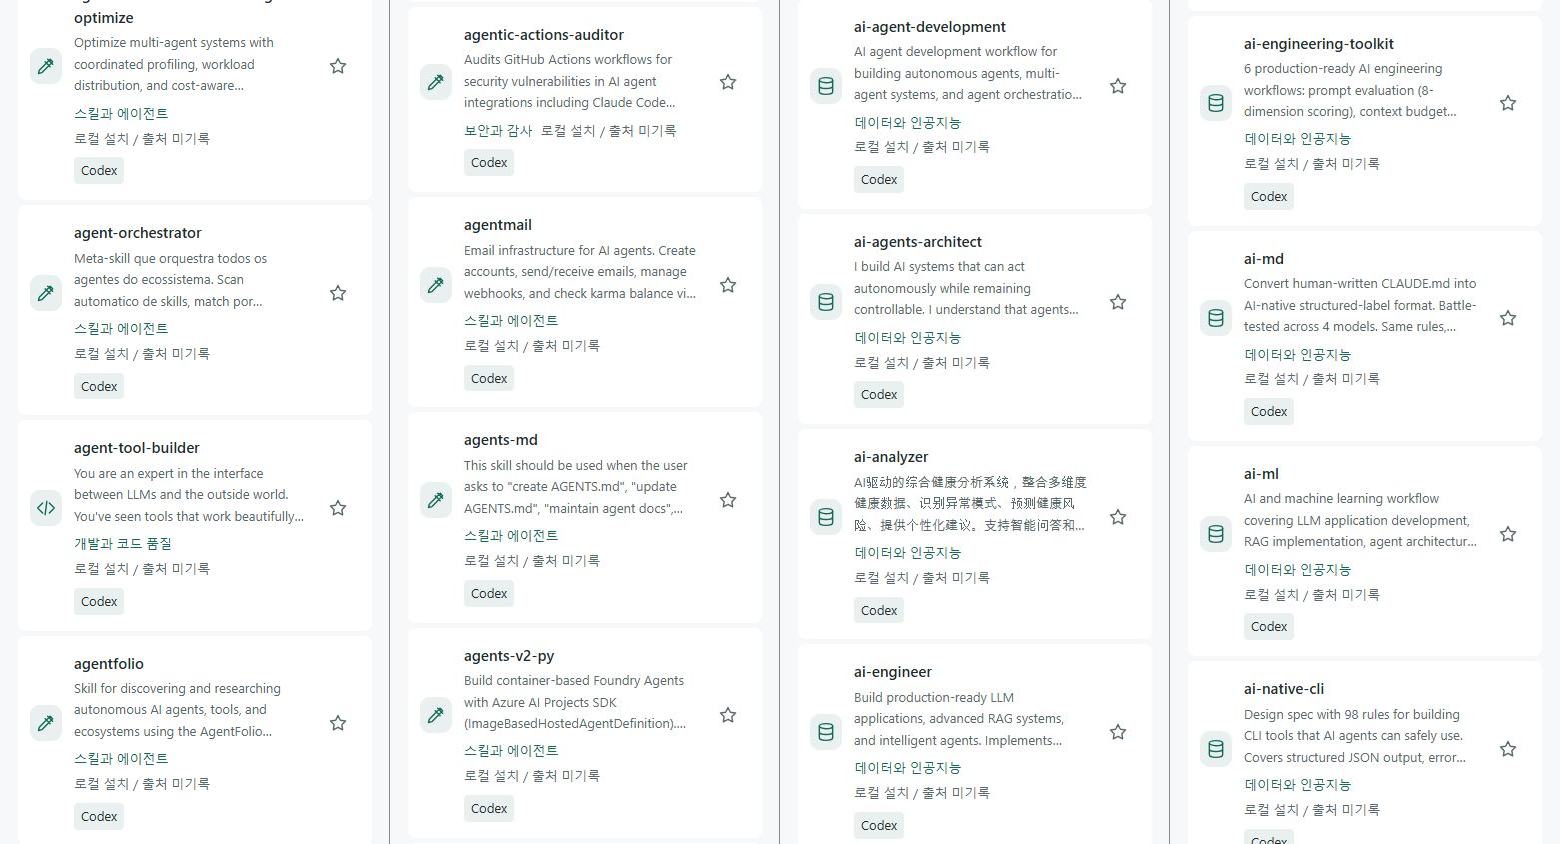 optimize
Optimize multi-agent systems with
coordinated profiling, workload
distribution, and cost-aware...
스킬과 에이전트
로컬 설치 / 출처 미기록
Codex
agent-orchestrator
Meta-skill que orquestra todos os
agentes do ecossistema. Scan
automatico de skills, match por...
스킬과 에이전트
로컬 설치 / 출처 미기록
Codex
agent-tool-builder
You are an expert in the interface
between LLMs and the outside world.
You've seen tools that work beautifully...
개발과 코드 품질
로컬 설치 / 출처 미기록
Codex
agentfolio
Skill for discovering and researching
autonomous AI agents, tools, and
ecosystems using the AgentFolio...
스킬과 에이전트
로컬 설치 / 출처 미기록
Codex
agentic-actions-auditor
Audits GitHub Actions workflows for
security vulnerabilities in AI agent
integrations including Claude Code...
보안과 감사 로컬 설치 / 출처 미기록
Codex
agentmail
Email infrastructure for AI agents. Create
accounts, send/receive emails, manage
webhooks, and check karma balance vi...
스킬과 에이전트
로컬 설치 / 출처 미기록
Codex
agents-md
This skill should be used when the user
asks to "create AGENTS.md", "update
AGENTS.md", "maintain agent docs",...
스킬과 에이전트
로컬 설치 / 출처 미기록
Codex
agents-v2-py
Build container-based Foundry Agents
with Azure AI Projects SDK
(ImageBasedHostedAgentDefinition)....
스킬과 에이전트
로컬 설치 / 출처 미기록
Codex
ai-agent-development
AI agent development workflow for
building autonomous agents, multi-
agent systems, and agent orchestratio...
데이터와 인공지능
로컬 설치 / 출처 미기록
Codex
ai-agents-architect
I build AI systems that can act
autonomously while remaining
controllable. I understand that agents...
데이터와 인공지능
로컬 설치 / 출처 미기록
Codex
ai-analyzer
AI驱动的综合健康分析系统，整合多维度
健康数据、识别异常模式、预测健康风
险、提供个性化建议。支持智能问答和...
데이터와 인공지능
로컬 설치 / 출처 미기록
Codex
ai-engineer
Build production-ready LLM
applications, advanced RAG systems,
and intelligent agents. Implements...
데이터와 인공지능
로컬 설치 / 출처 미기록
Codex
ai-engineering-toolkit
6 production-ready AI engineering
workflows: prompt evaluation (8-
dimension scoring), context budget...
데이터와 인공지능
로컬 설치 / 출처 미기록
Codex
ai-md
Convert human-written CLAUDE.md into
AI-native structured-label format. Battle-
tested across 4 models. Same rules,...
데이터와 인공지능
로컬 설치 / 출처 미기록
Codex
ai-ml
AI and machine learning workflow
covering LLM application development,
RAG implementation, agent architectur...
데이터와 인공지능
로컬 설치 / 출처 미기록
Codex
ai-native-cli
Design spec with 98 rules for building
CLI tools that AI agents can safely use.
Covers structured JSON output, error...
데이터와 인공지능
로컬 설치 / 출처 미기록
Codex